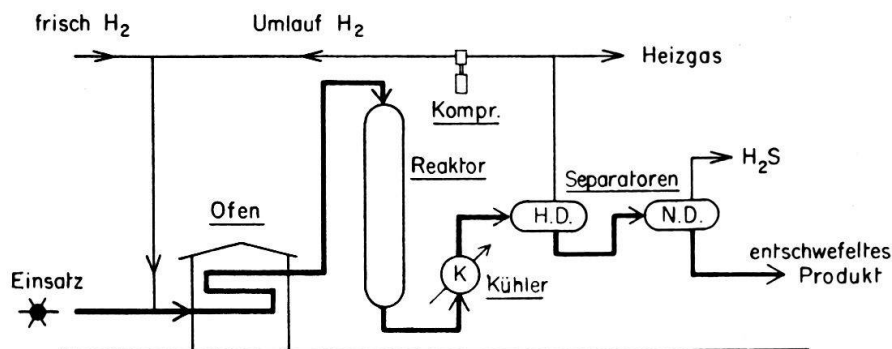 frisch H₂
Umlauf H₂
Heizgas
Kompr.
H₂S
Reaktor
Separatoren
Ofen
H.D.
N.D.
entschwefeltes
Produkt
Einsatz
K
Kühler